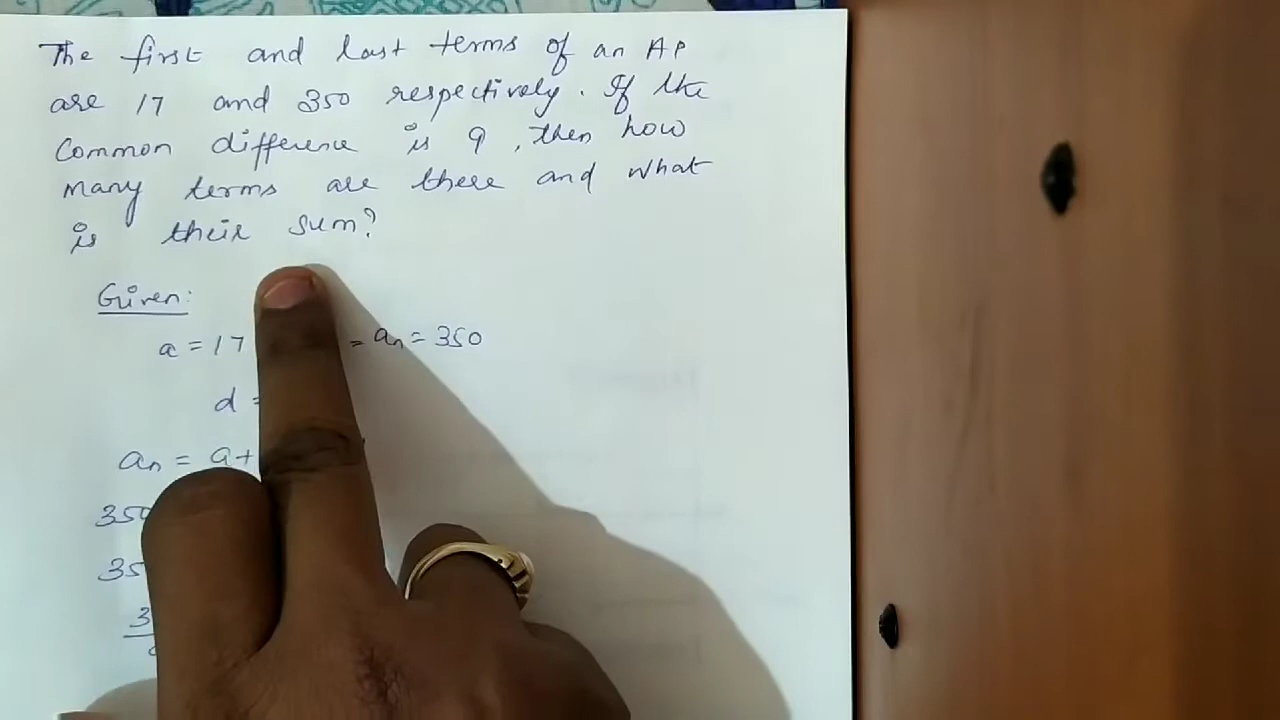 The first and last terms of an AP
are 17 and 350 respectively. If the
Common difference is 9, then how
many terms are there and what
is their sum?
Given:
a = 17 = an = 350
d =
an = a+
350
35
3